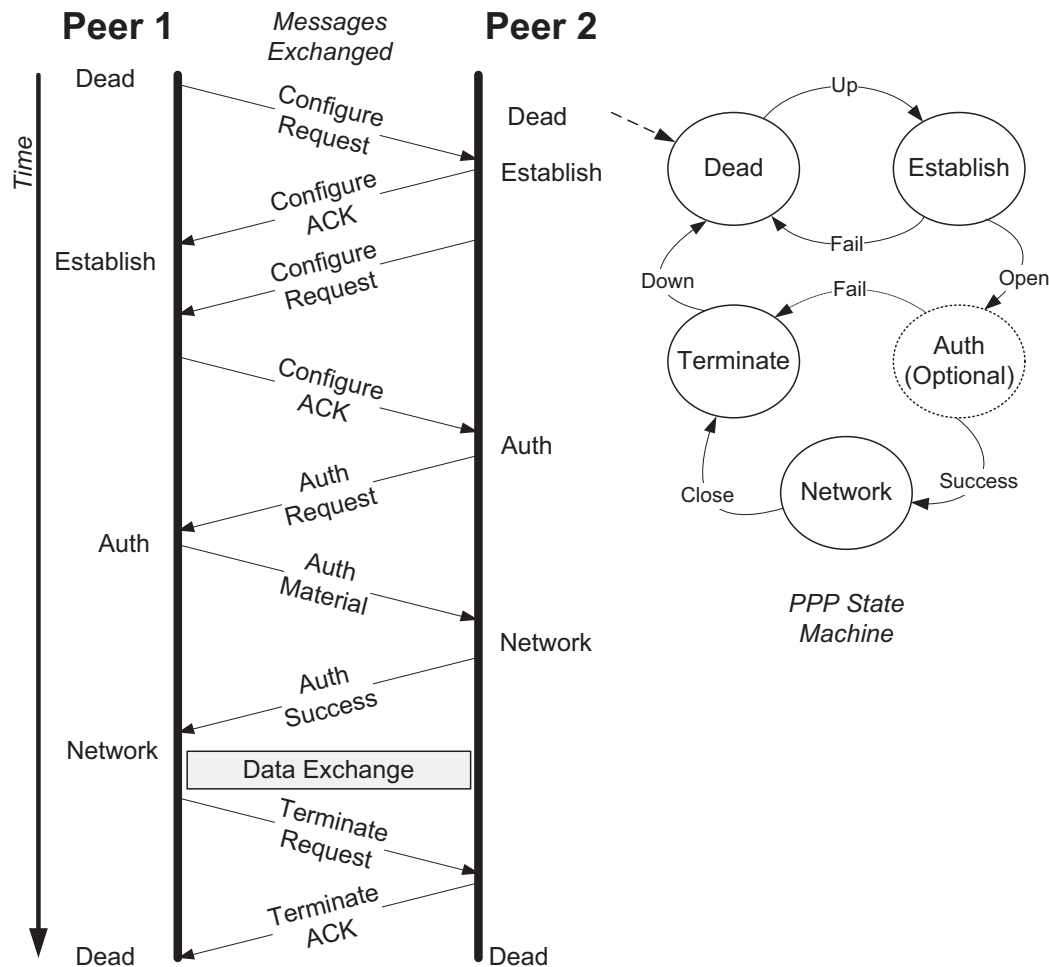 Peer 1
Messages
Exchanged
Peer 2
Time
Dead
Configure
Request
Dead
Establish
Configure
ACK
Establish
Configure
Request
Configure
ACK
Auth
Auth
Request
Auth
Auth
Material
Network
Auth
Success
Network
Data Exchange
Terminate
Request
Terminate
ACK
Dead
Dead
Up
Dead
Establish
Fail
Down
Fail
Open
Terminate
Auth
(Optional)
Close
Network
Success
PPP State
Machine